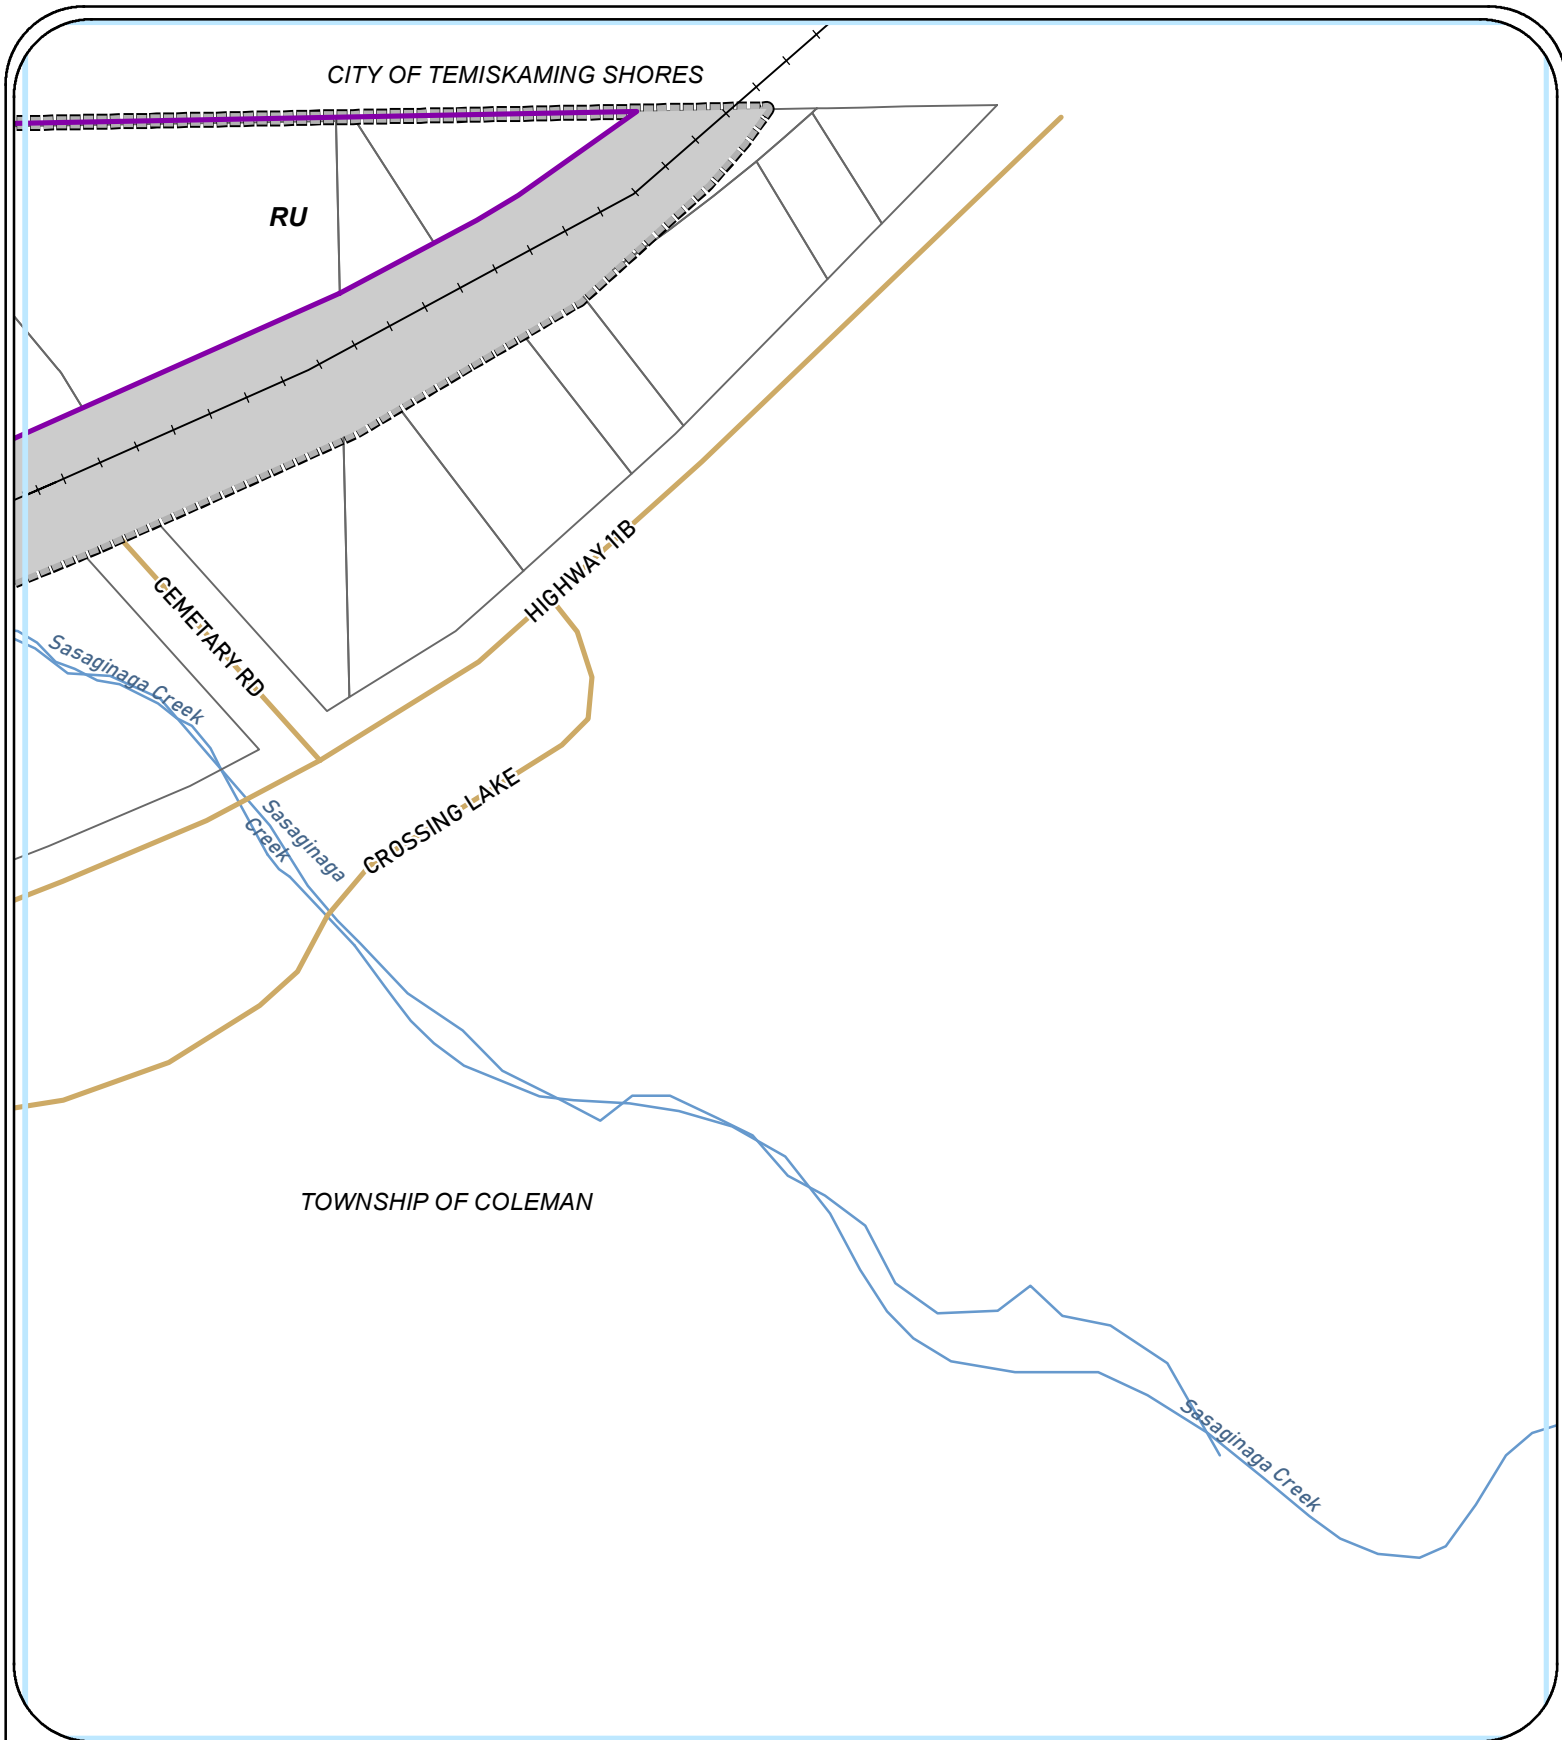 CITY OF TEMISKAMING SHORES
RU
HIGHWAY 11B
CEMETARY RD
Sasaginaga Creek
CROSSING LAKE
Sasaginaga
Creek
TOWNSHIP OF COLEMAN
Sasaginaga Creek